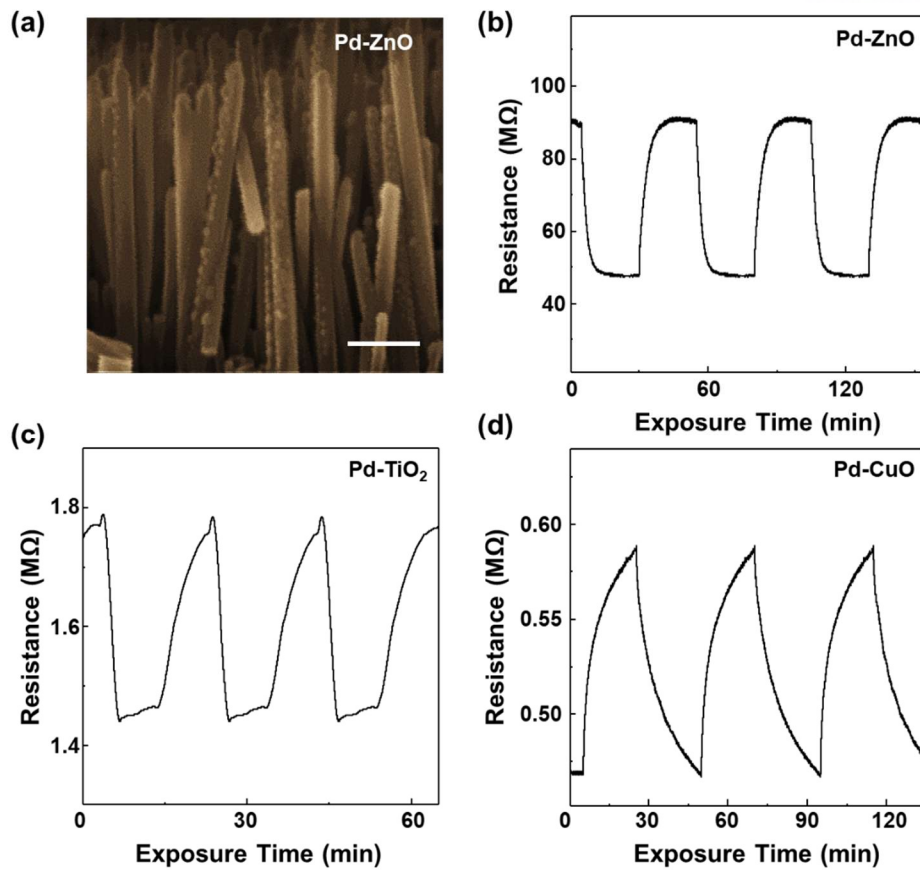 (a)
Pd-ZnO
(b)
Pd-ZnO
100
80
60
40
Resistance (MΩ)
0
60
120
Exposure Time (min)
(c)
Pd-TiO₂
1.8
1.6
1.4
Resistance (MΩ)
0
30
60
Exposure Time (min)
(d)
Pd-CuO
0.60
0.55
0.50
Resistance (MΩ)
0
30
60
90
120
Exposure Time (min)